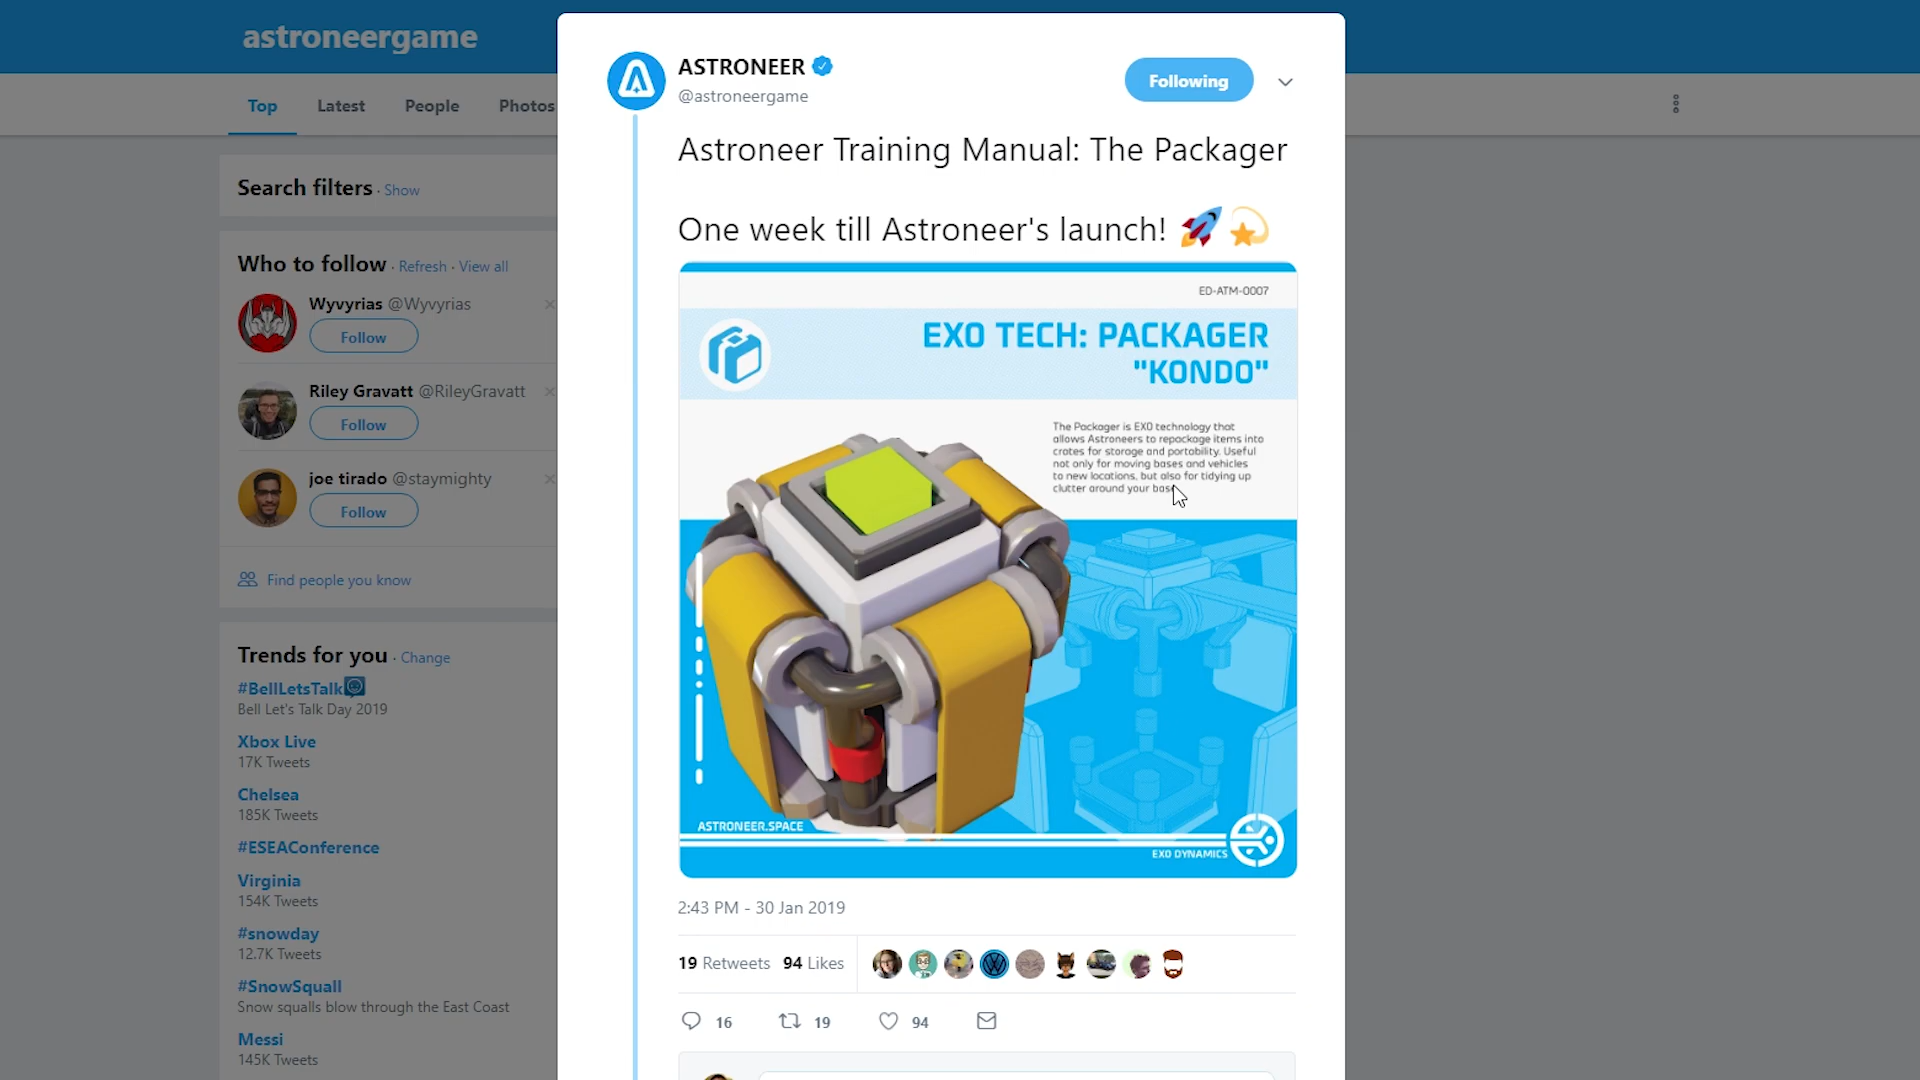 astroneergame
Top Latest People Photos
Search filters · Show
Who to follow · Refresh · View all
Wyvyrias @Wyvyrias
Follow
Riley Gravatt @RileyGravatt
Follow
joe tirado @staymighty
Follow
Find people you know
Trends for you · Change
#BellLetsTalk
Bell Let's Talk Day 2019
Xbox Live
17K Tweets
Chelsea
185K Tweets
#ESEAConference
Virginia
154K Tweets
#snowday
12.7K Tweets
#SnowSquall
Snow squalls blow through the East Coast
Messi
145K Tweets
ASTRONEER
@astroneergame
Following
Astroneer Training Manual: The Packager
One week till Astroneer's launch! 🚀💫
ED-ATM-0007
EXO TECH: PACKAGER
"KONDO"
The Packager is EXO technology that
allows Astroneers to repackage items into
crates for storage and portability. Useful
not only for moving bases and vehicles
to new locations, but also for tidying up
clutter around your base
ASTRONEER.SPACE
EXO DYNAMICS
2:43 PM - 30 Jan 2019
19 Retweets 94 Likes
16 19 94